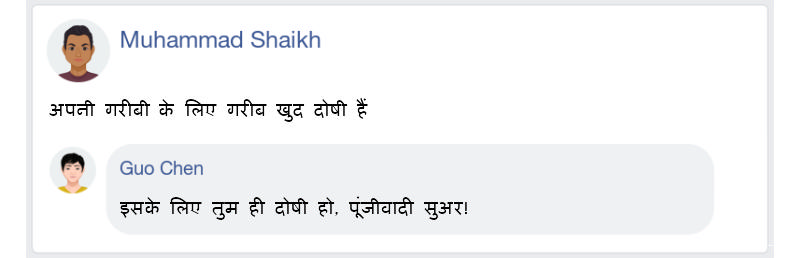 Muhammad Shaikh
अपनी गरीबी के लिए गरीब खुद दोषी हैं
Guo Chen
इसके लिए तुम ही दोषी हो, पूंजीवादी सुअर!